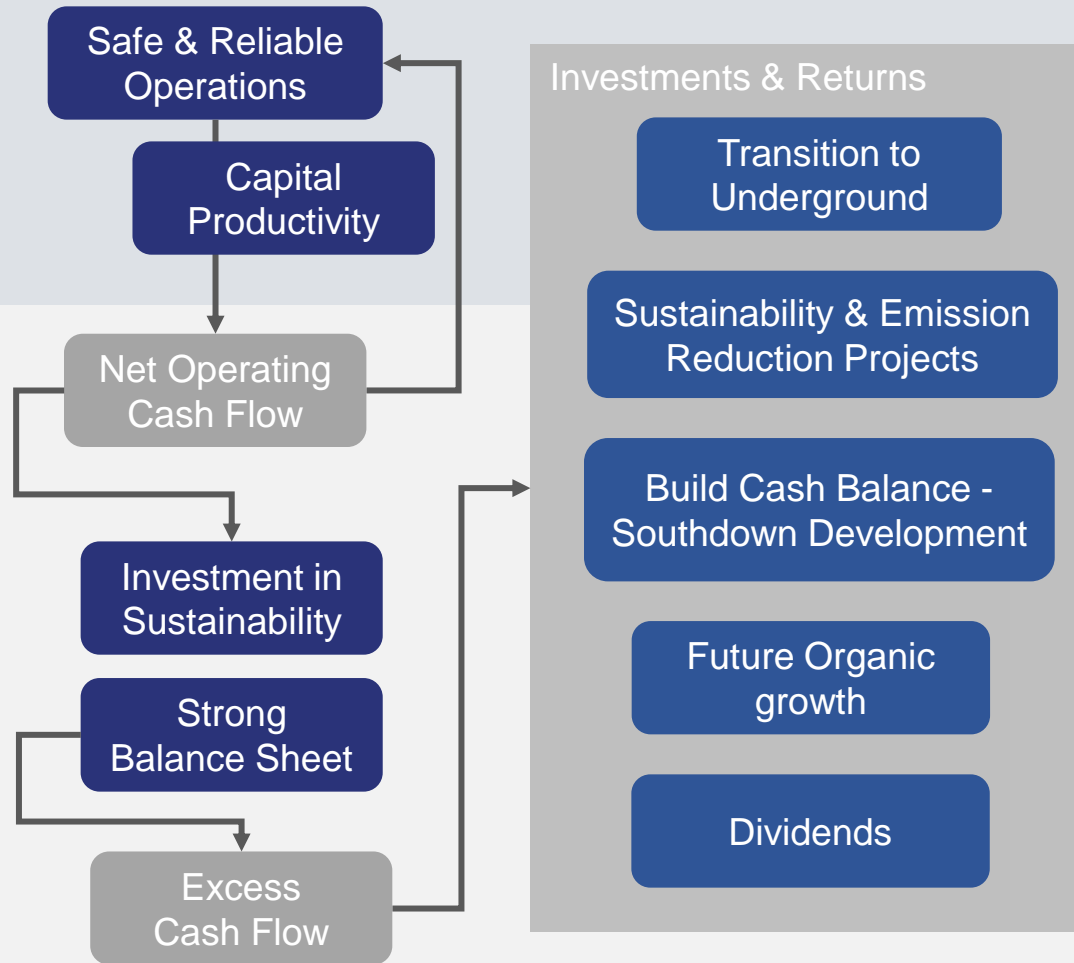 Safe & Reliable
Operations
Capital
Productivity
Net Operating
Cash Flow
Investment in
Sustainability
Strong
Balance Sheet
Excess
Cash Flow
Investments & Returns
Transition to
Underground
Sustainability & Emission
Reduction Projects
Build Cash Balance -
Southdown Development
Future Organic
growth
Dividends